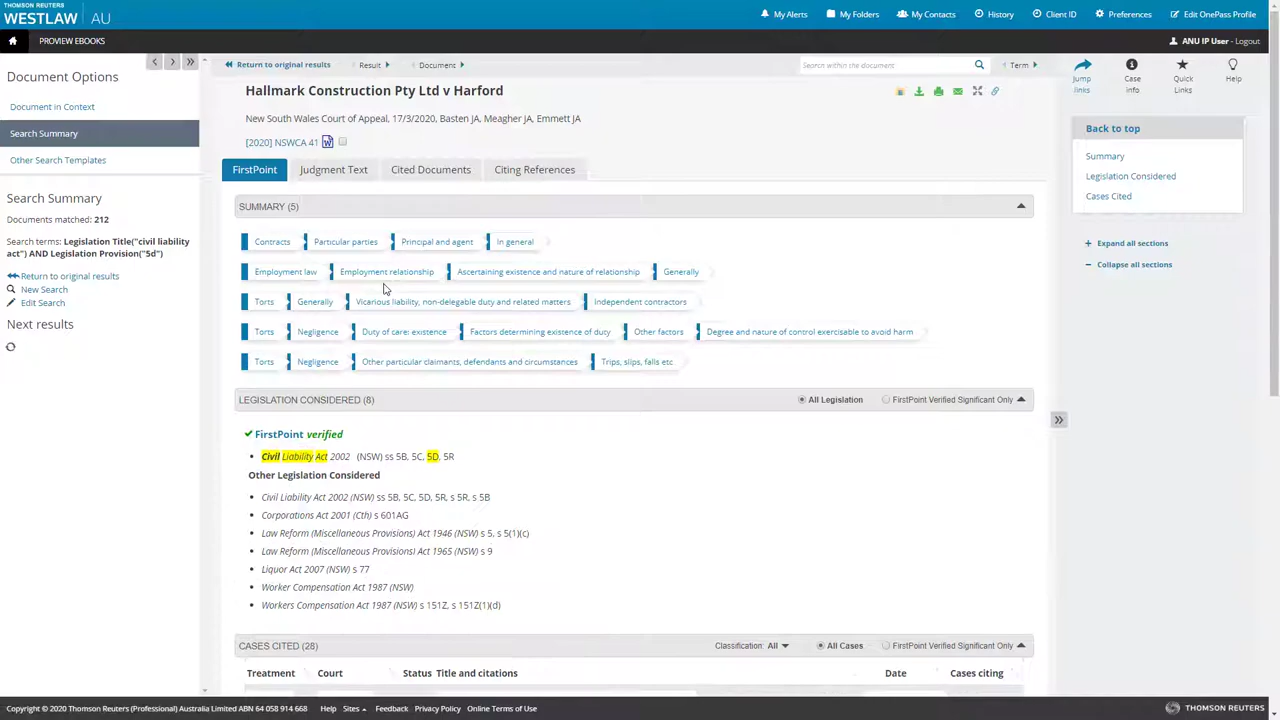 THOMSON REUTERS
WESTLAW | AU
My Alerts My Folders My Contacts History Client ID Preferences Edit OnePass Profile
PROVIEW EBOOKS ANU IP User - Logout
Document Options
Document in Context
Search Summary
Other Search Templates
Search Summary
Documents matched: 212
Search terms: Legislation Title("civil liability
act") AND Legislation Provision("5d")
Return to original results
New Search
Edit Search
Next results
Return to original results Result Document Search within the document Term
Hallmark Construction Pty Ltd v Harford
New South Wales Court of Appeal, 17/3/2020, Basten JA, Meagher JA, Emmett JA
[2020] NSWCA 41
FirstPoint Judgment Text Cited Documents Citing References
SUMMARY (5)
Contracts Particular parties Principal and agent In general
Employment law Employment relationship Ascertaining existence and nature of relationship Generally
Torts Generally Vicarious liability, non-delegable duty and related matters Independent contractors
Torts Negligence Duty of care: existence Factors determining existence of duty Other factors Degree and nature of control exercisable to avoid harm
Torts Negligence Other particular claimants, defendants and circumstances Trips, slips, falls etc
LEGISLATION CONSIDERED (8) All Legislation FirstPoint Verified Significant Only
FirstPoint verified
• Civil Liability Act 2002 (NSW) ss 5B, 5C, 5D, 5R
Other Legislation Considered
• Civil Liability Act 2002 (NSW) ss 5B, 5C, 5D, 5R, s 5R, s 5B
• Corporations Act 2001 (Cth) s 601AG
• Law Reform (Miscellaneous Provisions) Act 1946 (NSW) s 5, s 5(1)(c)
• Law Reform (Miscellaneous Provisions) Act 1965 (NSW) s 9
• Liquor Act 2007 (NSW) s 77
• Worker Compensation Act 1987 (NSW)
• Workers Compensation Act 1987 (NSW) s 151Z, s 151Z(1)(d)
CASES CITED (28) Classification: All All Cases FirstPoint Verified Significant Only
Treatment Court Status Title and citations Date Cases citing
Jump links
Case info
Quick Links
Help
Back to top
Summary
Legislation Considered
Cases Cited
Expand all sections
Collapse all sections
Copyright © 2020 Thomson Reuters (Professional) Australia Limited ABN 64 058 914 668 Help Sites Feedback Privacy Policy Online Terms of Use THOMSON REUTERS